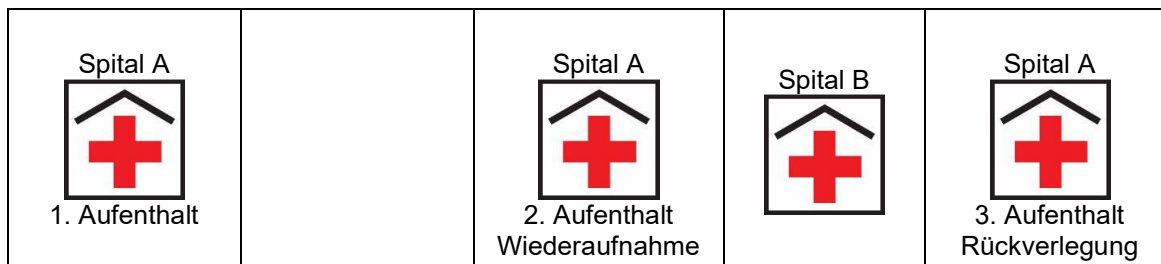 Spital A
1. Aufenthalt
Spital A
2. Aufenthalt
Wiederaufnahme
Spital B
Spital A
3. Aufenthalt
Rückverlegung